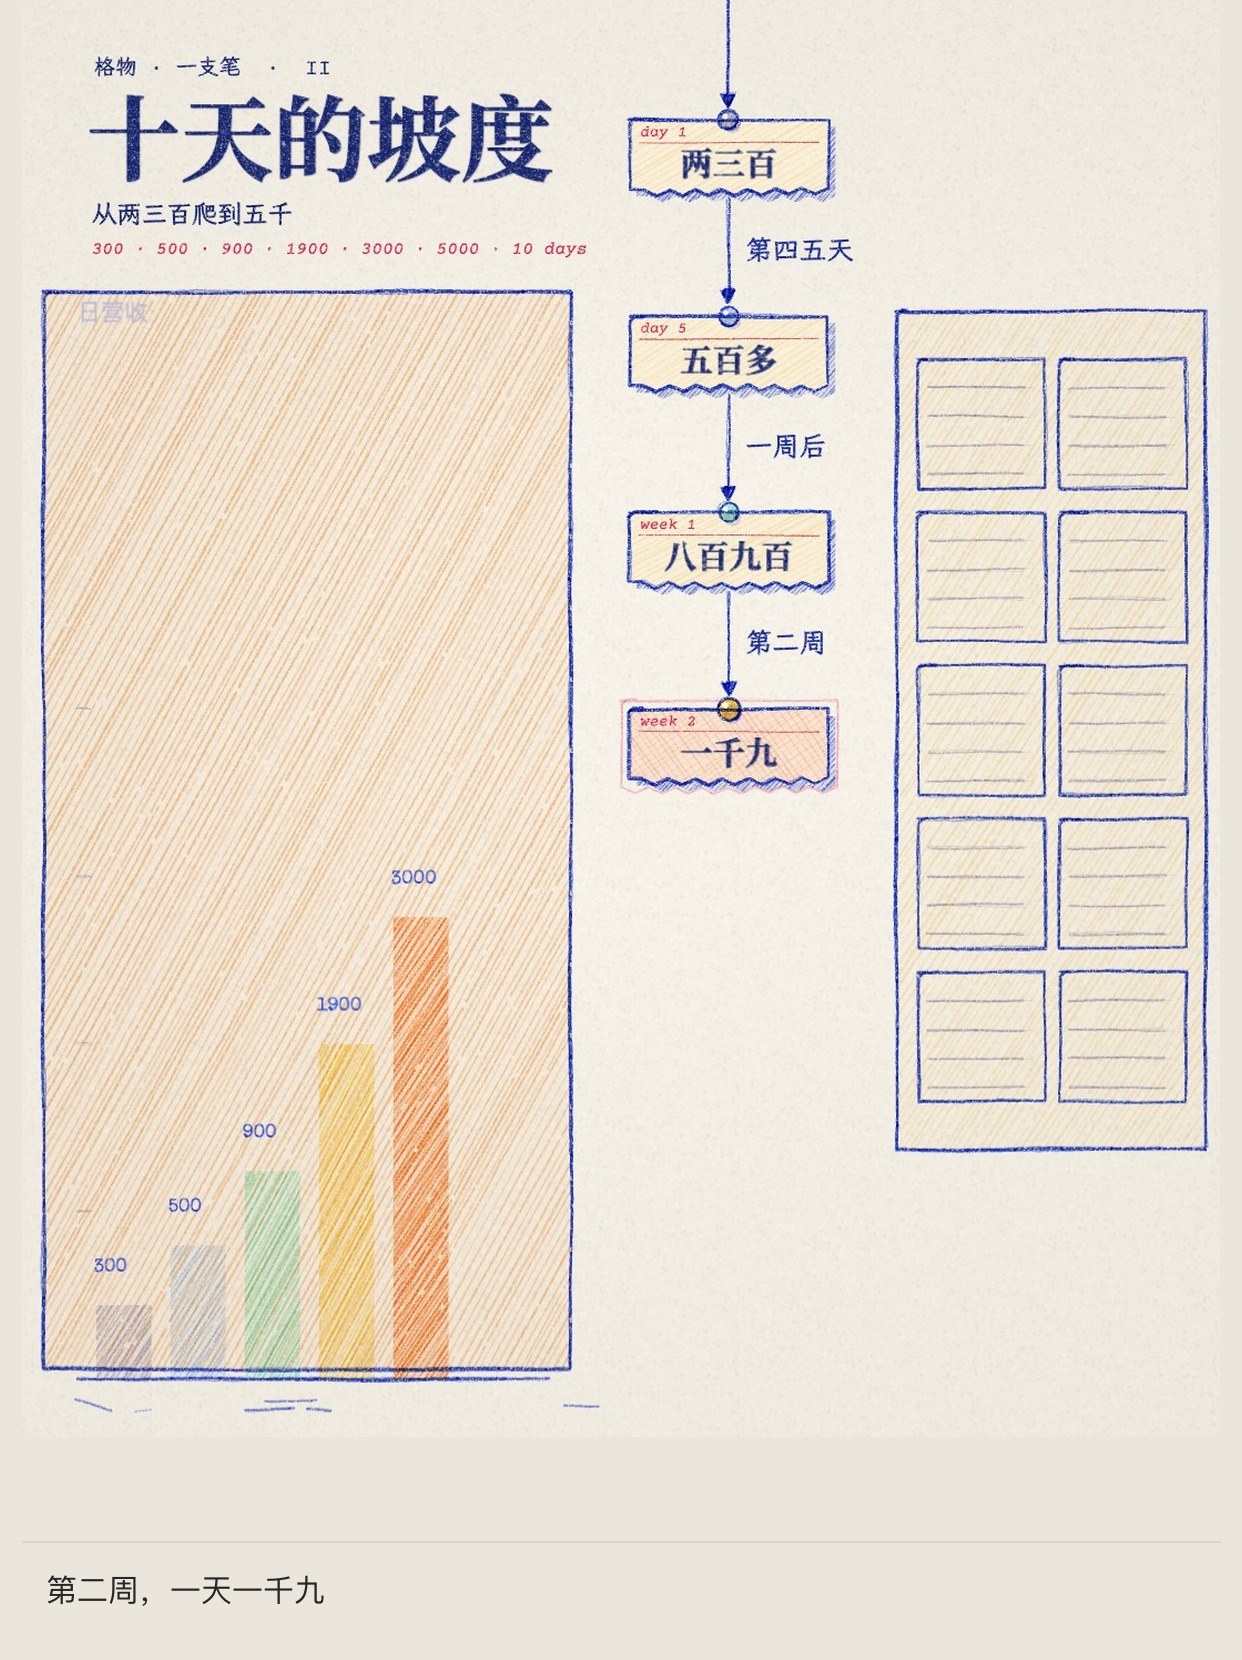 格物 · 一支笔 · II
十天的坡度
从两三百爬到五千
300 · 500 · 900 · 1900 · 3000 · 5000 · 10 days
日营收
3000
1900
900
500
300
day 1
两三百
第四五天
day 5
五百多
一周后
week 1
八百九百
第二周
week 2
一千九
第二周，一天一千九